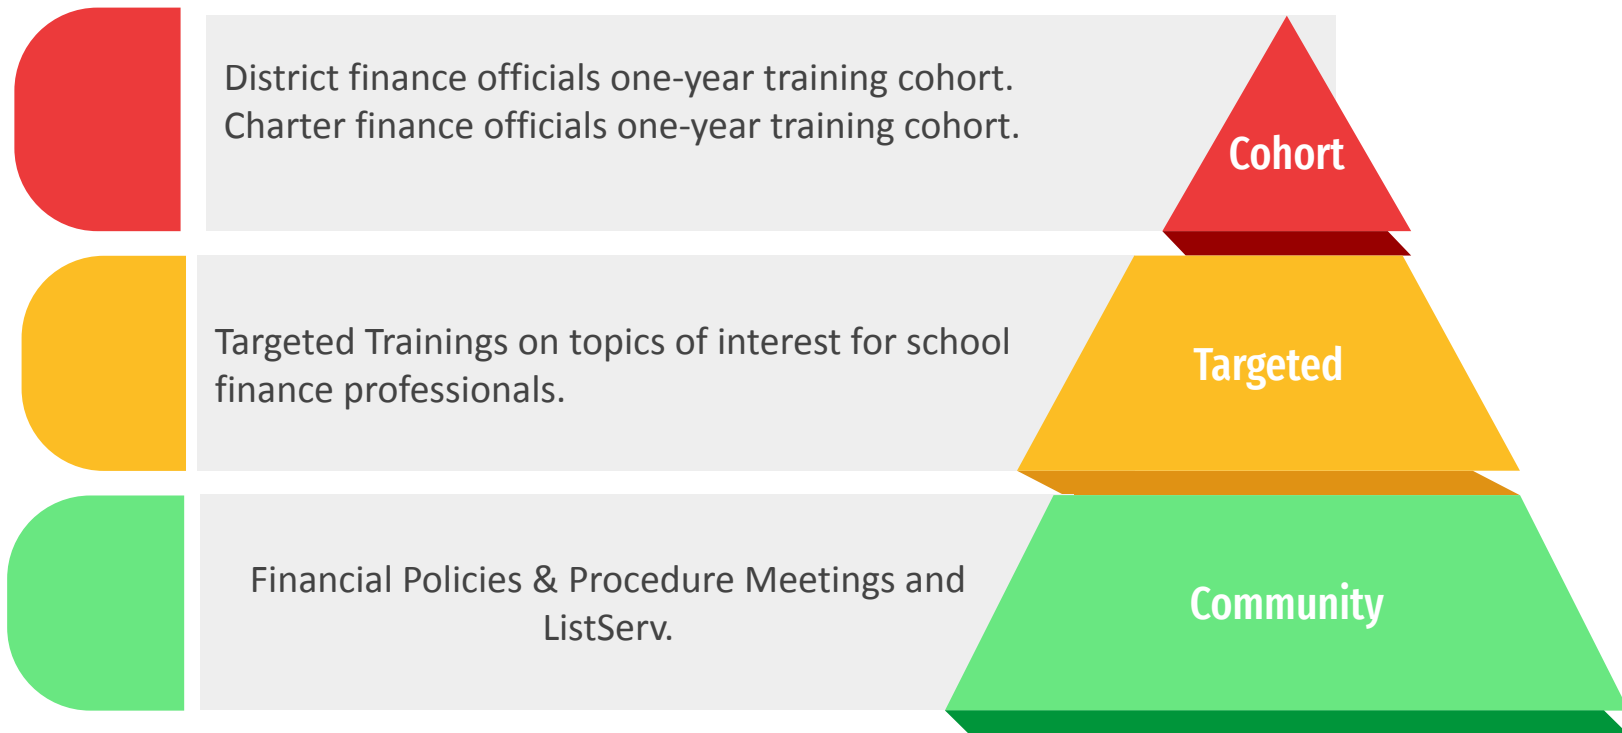 District finance officials one-year training cohort.
Charter finance officials one-year training cohort.
Cohort
Targeted Trainings on topics of interest for school
finance professionals.
Targeted
Financial Policies & Procedure Meetings and
ListServ.
Community